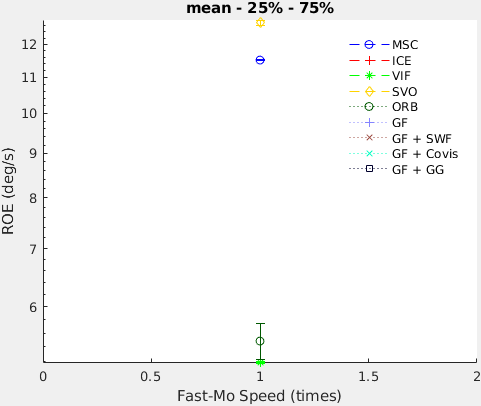 mean - 25% - 75%
12
11
10
9
8
7
6
ROE (deg/s)
MSC
ICE
VIF
SVO
ORB
GF
GF + SWF
GF + Covis
GF + GG
0
0.5
1
1.5
2
Fast-Mo Speed (times)